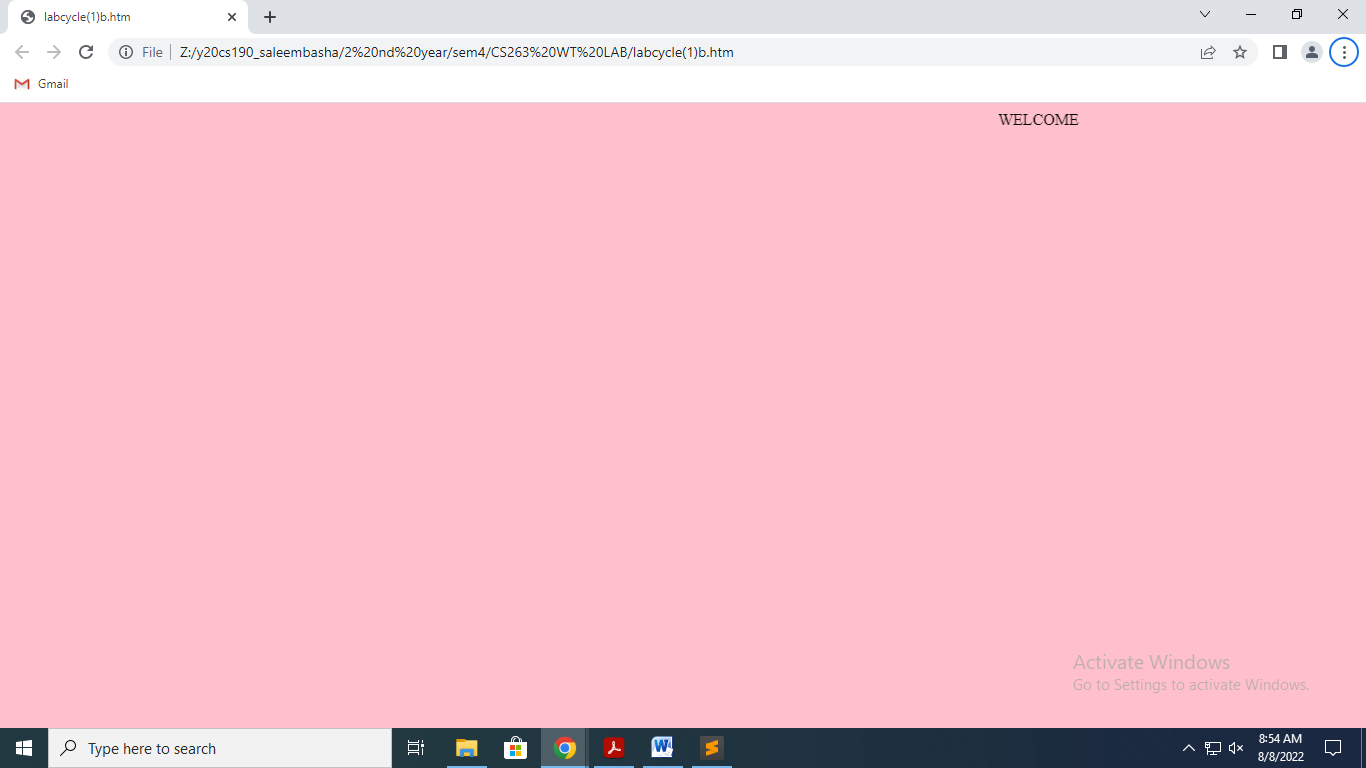 labcycle(1)b.htm
File Z:/y20cs190_saleembasha/2%20nd%20year/sem4/CS263%20WT%20LAB/labcycle(1)b.htm
Gmail
WELCOME
Activate Windows
Go to Settings to activate Windows.
Type here to search
8:54 AM
8/8/2022